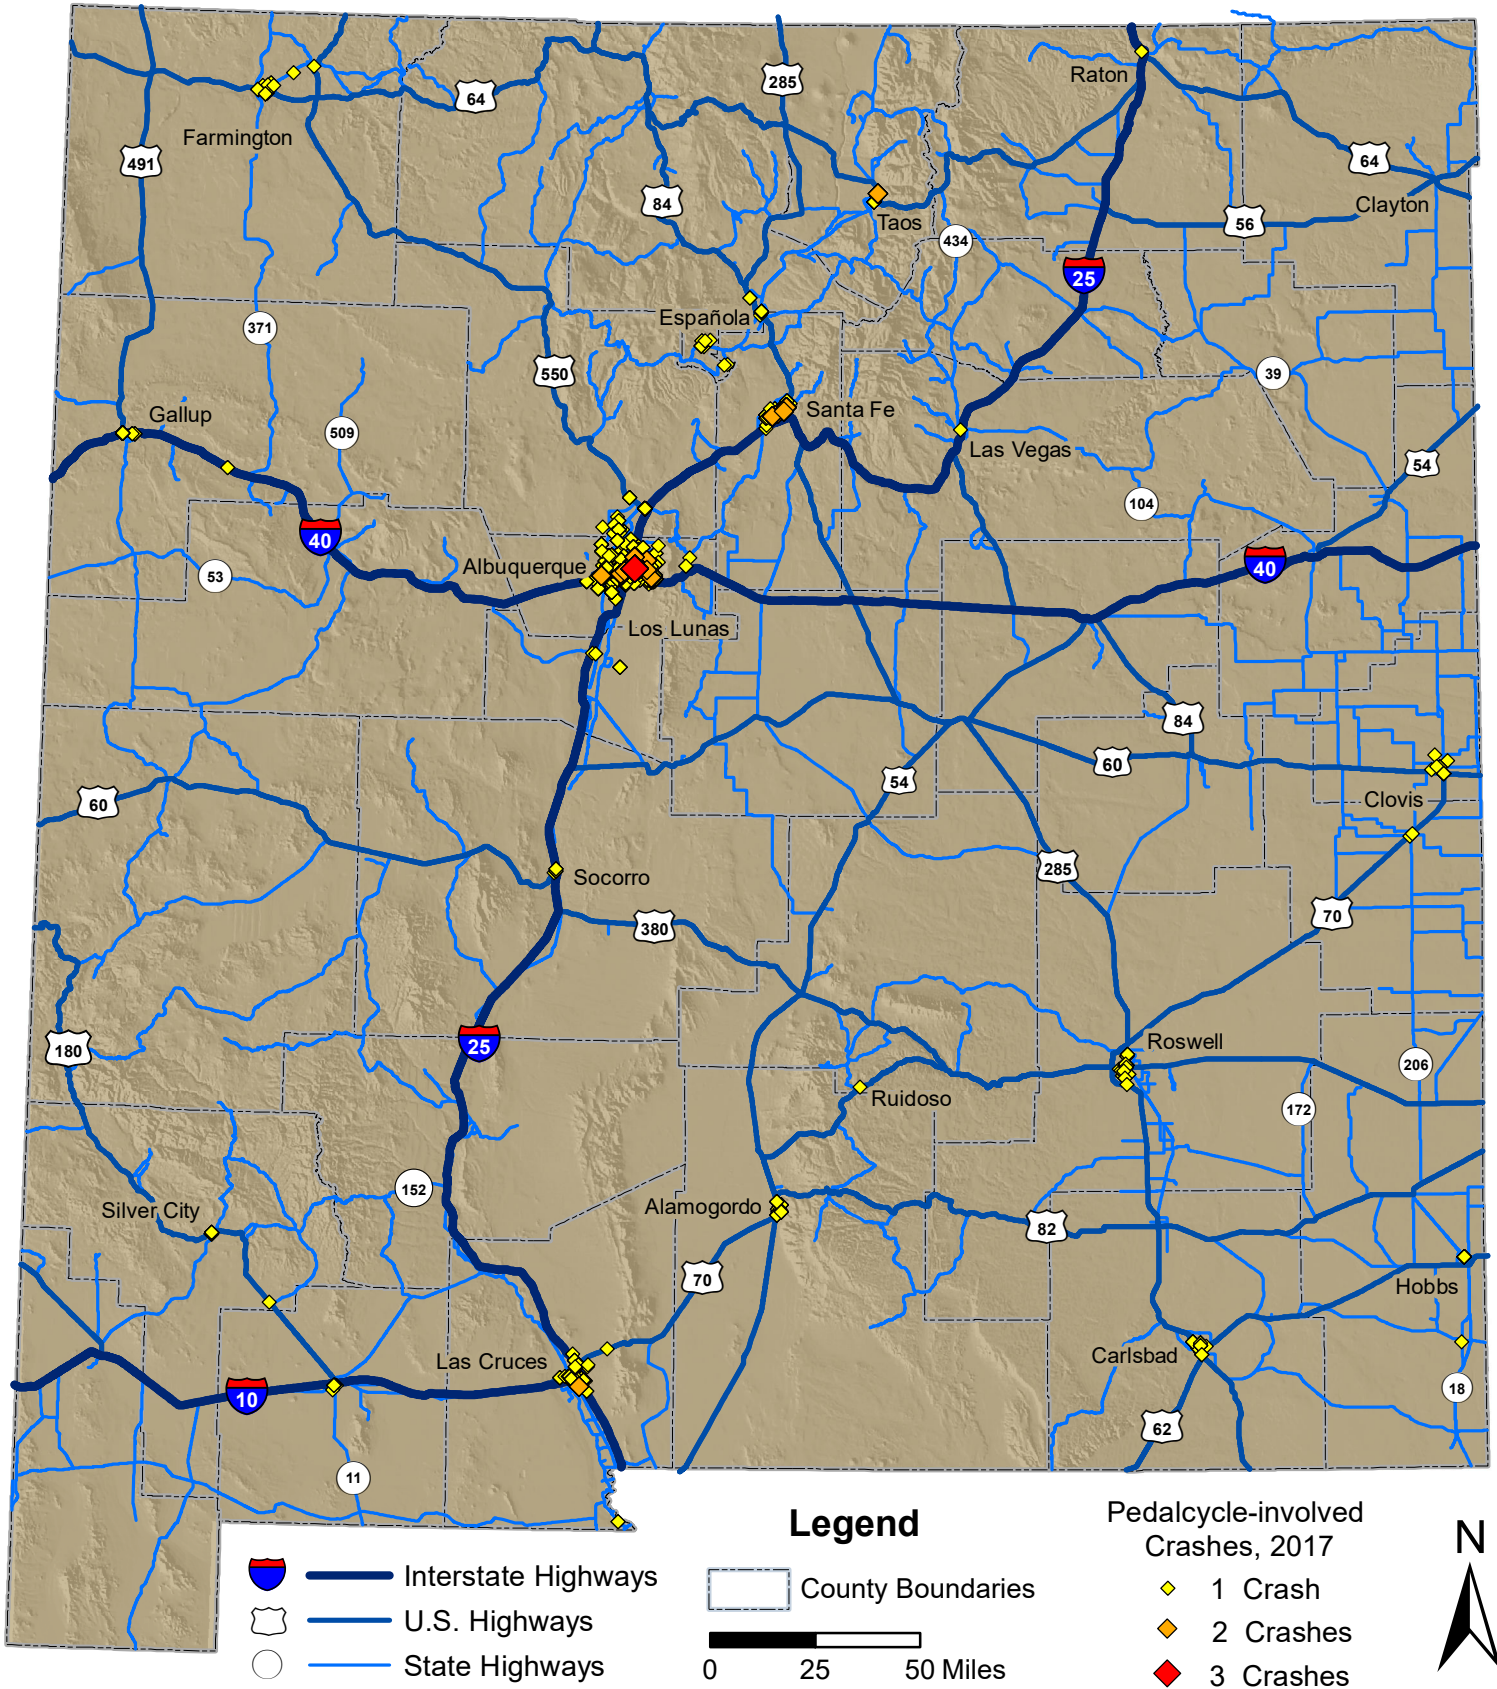 Raton
285
64
Farmington
491
64
84
Clayton
Taos
56
434
25
Española
371
550
39
Gallup
Santa Fe
509
Las Vegas
54
104
40
Albuquerque
40
53
Los Lunas
84
60
54
60
Clovis
285
Socorro
70
380
Roswell
25
180
206
Ruidoso
172
152
Silver City
Alamogordo
82
70
Hobbs
Las Cruces
Carlsbad
10
18
62
11
Legend
Pedalcycle-involved
Crashes, 2017
N
Interstate Highways
County Boundaries
1 Crash
U.S. Highways
2 Crashes
State Highways
0 25 50 Miles
3 Crashes